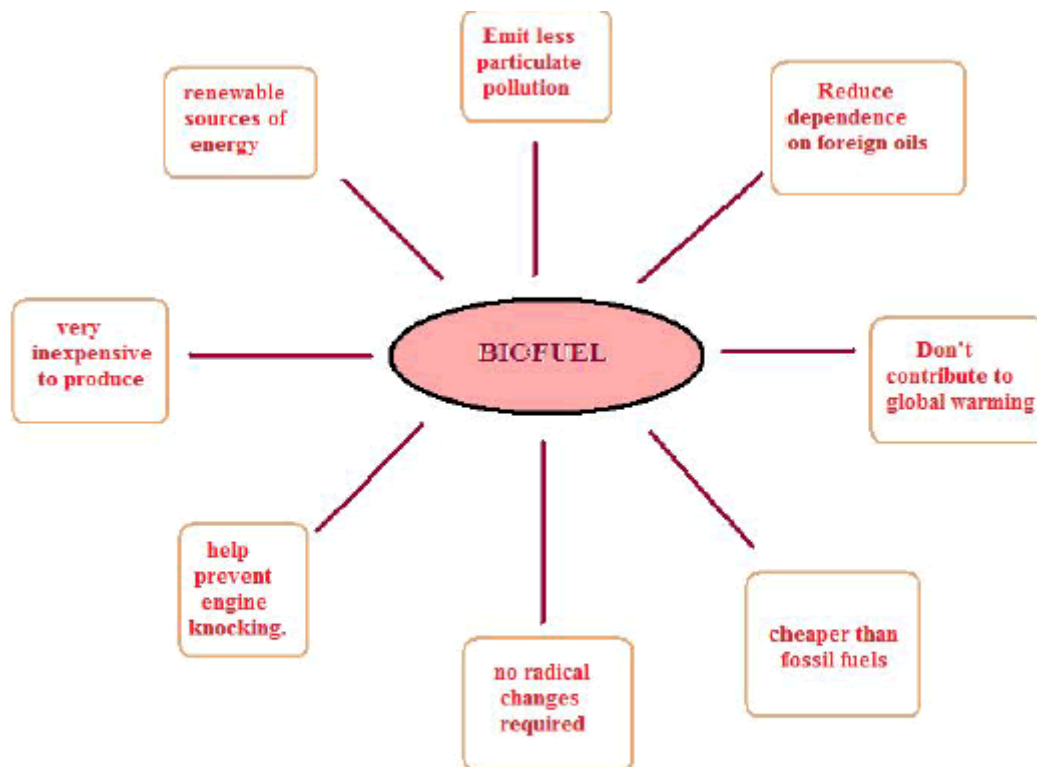 Emit less
particulate
pollution
renewable
sources of
energy
Reduce
dependence
on foreign oils
very
inexpensive
to produce
BIOFUEL
Don't
contribute to
global warming
help
prevent
engine
knocking.
no radical
changes
required
cheaper than
fossil fuels